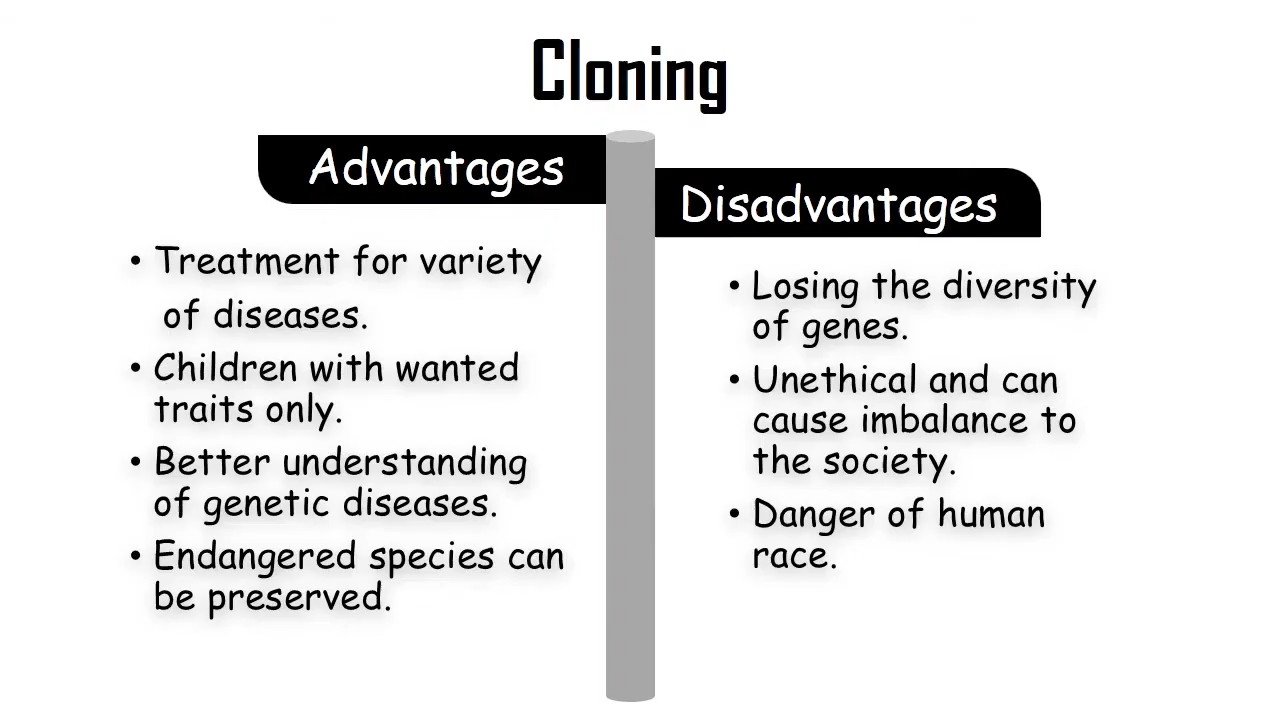 Cloning
Advantages
• Treatment for variety
of diseases.
• Children with wanted
traits only.
• Better understanding
of genetic diseases.
• Endangered species can
be preserved.
Disadvantages
• Losing the diversity
of genes.
• Unethical and can
cause imbalance to
the society.
• Danger of human
race.